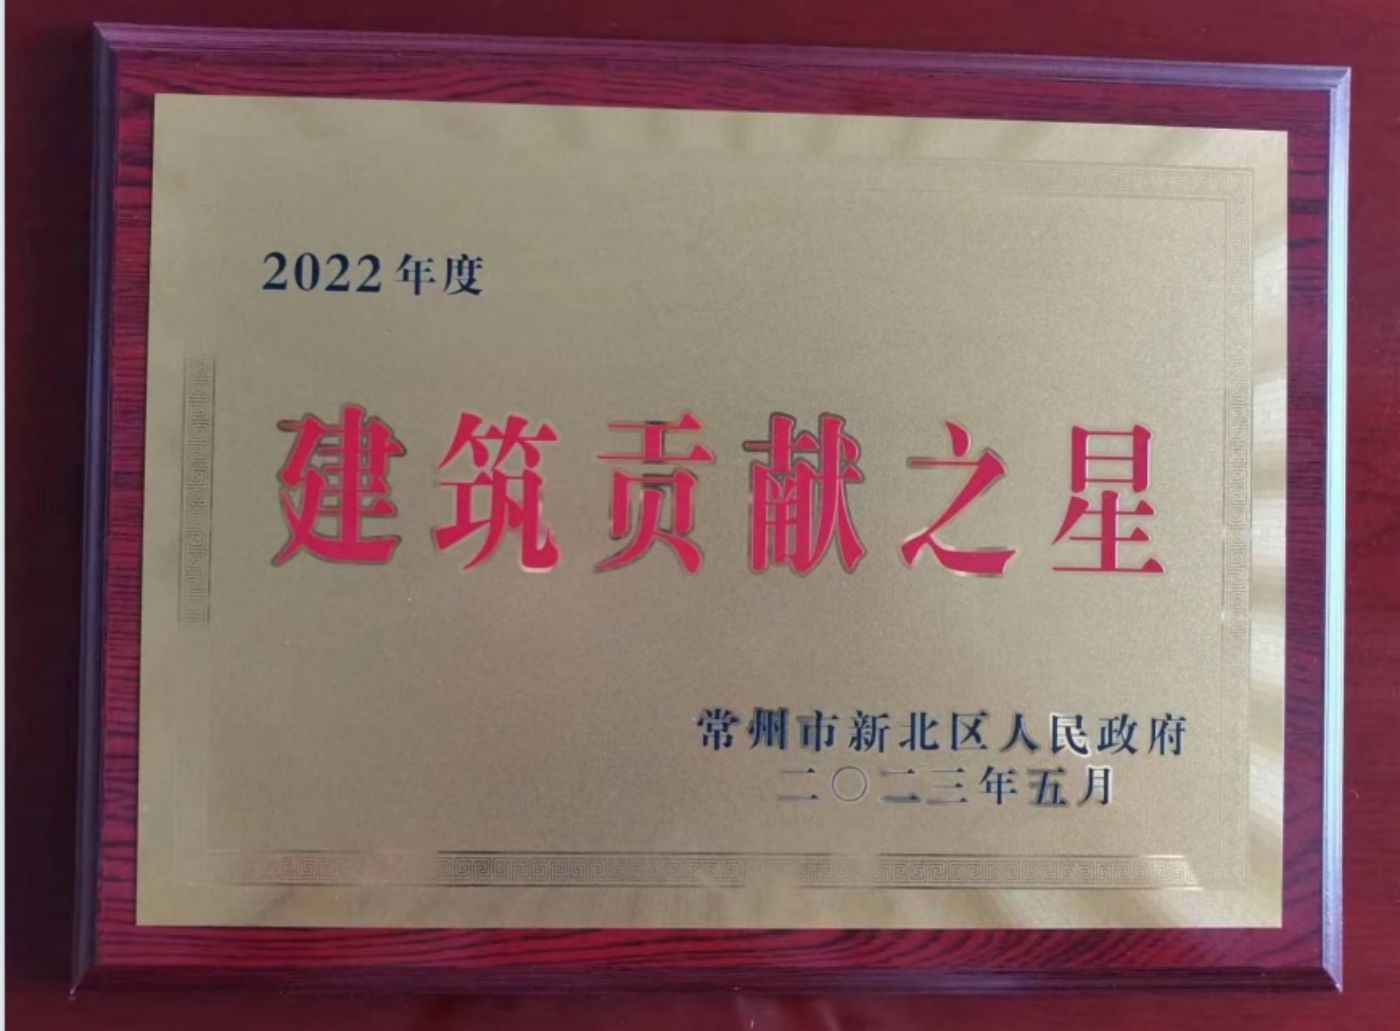 2022年度
建筑贡献之星
常州市新北区人民政府
二〇二三年五月